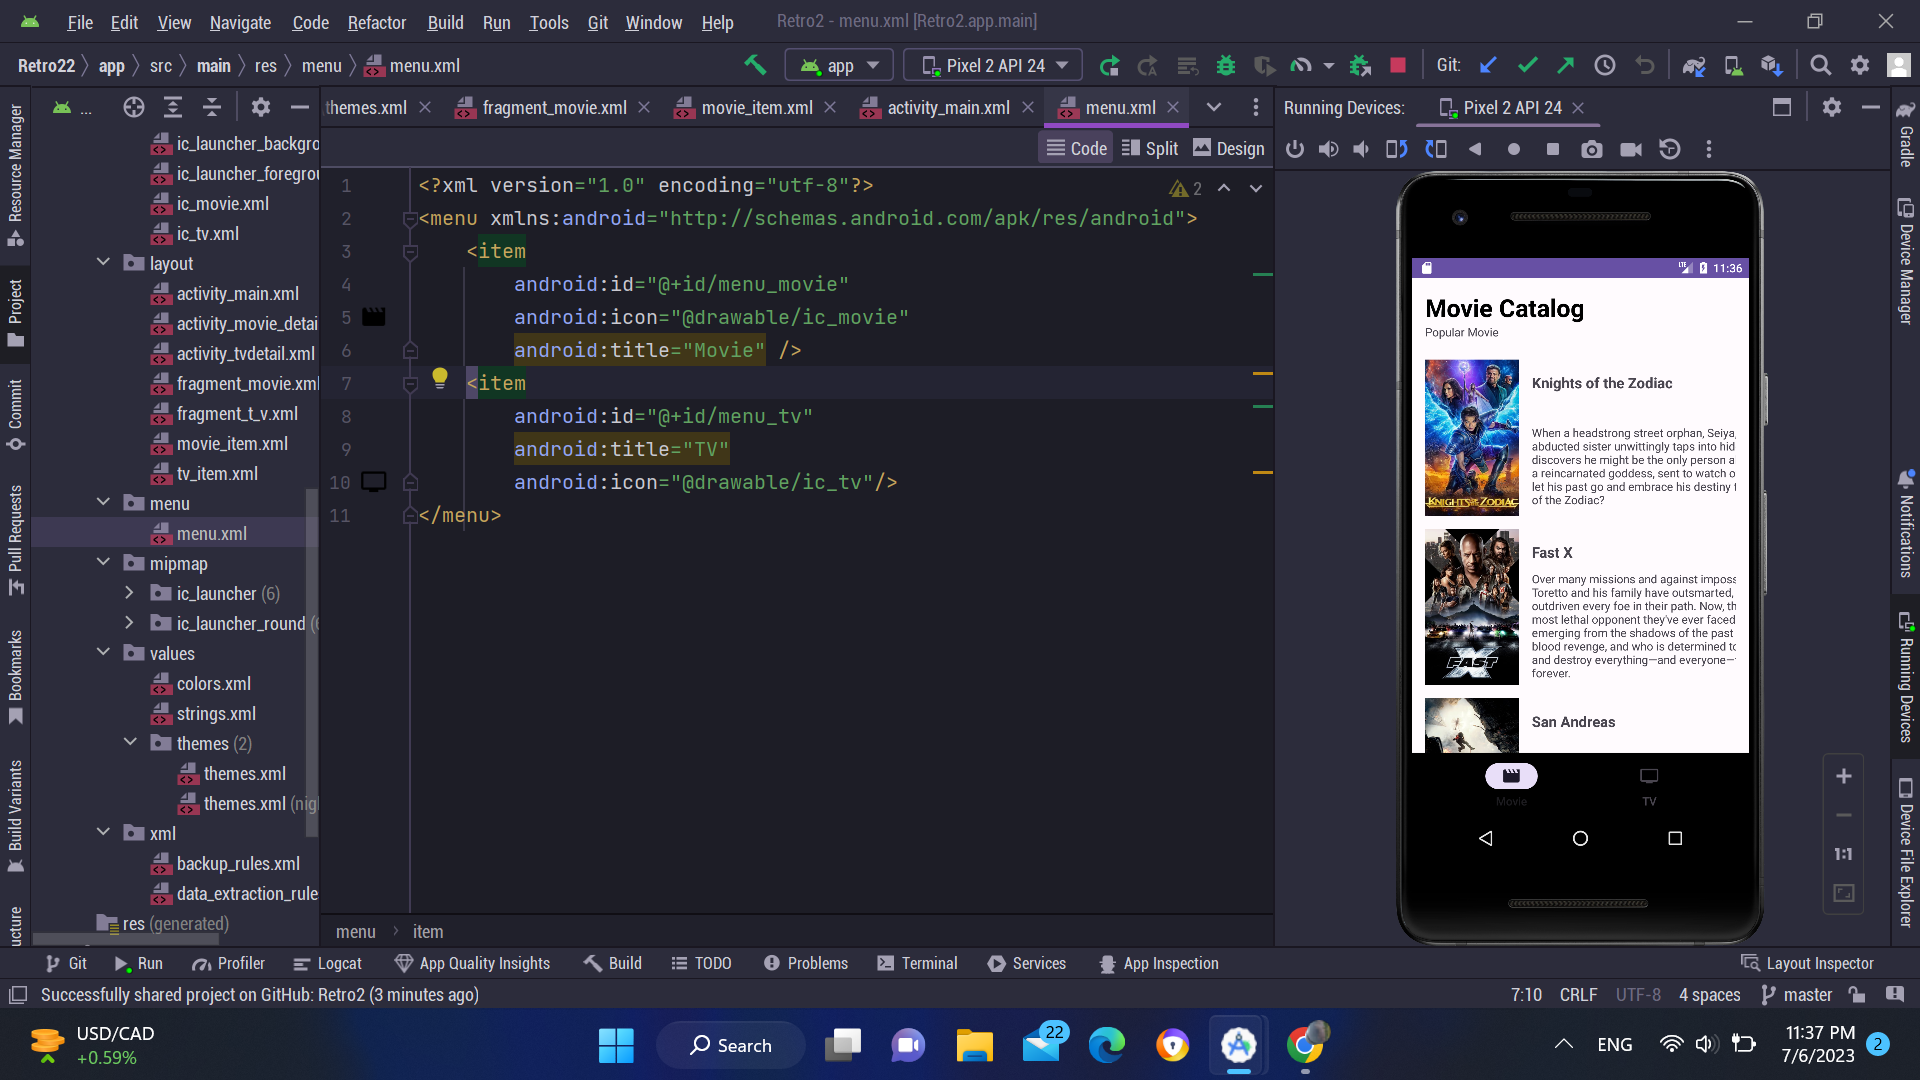 File Edit View Navigate Code Refactor Build Run Tools Git Window Help Retro2 - menu.xml [Retro2.app.main]
Retro22 app src main res menu menu.xml app Pixel 2 API 24 Git:
... themes.xml fragment_movie.xml movie_item.xml activity_main.xml menu.xml Running Devices: Pixel 2 API 24
Code Split Design
Resource Manager
Project
Commit
Pull Requests
Bookmarks
Build Variants
ucture
ic_launcher_backgro
ic_launcher_foregrou
ic_movie.xml
ic_tv.xml
layout
activity_main.xml
activity_movie_detai
activity_tvdetail.xml
fragment_movie.xml
fragment_t_v.xml
movie_item.xml
tv_item.xml
menu
menu.xml
mipmap
ic_launcher (6)
ic_launcher_round (6
values
colors.xml
strings.xml
themes (2)
themes.xml
themes.xml (nig
xml
backup_rules.xml
data_extraction_rule
res (generated)
1 <?xml version="1.0" encoding="utf-8"?>
2 <menu xmlns:android="http://schemas.android.com/apk/res/android">
3 <item
4 android:id="@+id/menu_movie"
5 android:icon="@drawable/ic_movie"
6 android:title="Movie" />
7 <item
8 android:id="@+id/menu_tv"
9 android:title="TV"
10 android:icon="@drawable/ic_tv"/>
11 </menu>
2
menu item
LTE 11:36
Movie Catalog
Popular Movie
Knights of the Zodiac
When a headstrong street orphan, Seiya,
abducted sister unwittingly taps into hid
discovers he might be the only person a
a reincarnated goddess, sent to watch o
let his past go and embrace his destiny t
of the Zodiac?
KNIGHTS OF THE ZODIAC
Fast X
Over many missions and against imposs
Toretto and his family have outsmarted,
outdriven every foe in their path. Now, th
most lethal opponent they've ever faced
emerging from the shadows of the past
blood revenge, and who is determined to
and destroy everything—and everyone—
forever.
FAST X
San Andreas
Movie TV
1:1
Gradle
Device Manager
Notifications
Running Devices
Device File Explorer
Git Run Profiler Logcat App Quality Insights Build TODO Problems Terminal Services App Inspection Layout Inspector
Successfully shared project on GitHub: Retro2 (3 minutes ago) 7:10 CRLF UTF-8 4 spaces master
USD/CAD
+0.59%
Search
22
ENG
11:37 PM
7/6/2023
2